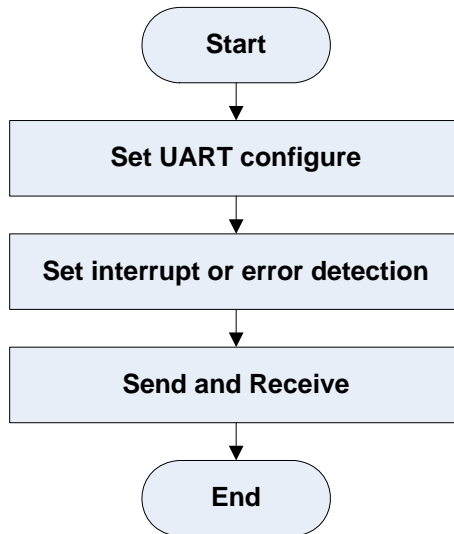 Start
Set UART configure
Set interrupt or error detection
Send and Receive
End